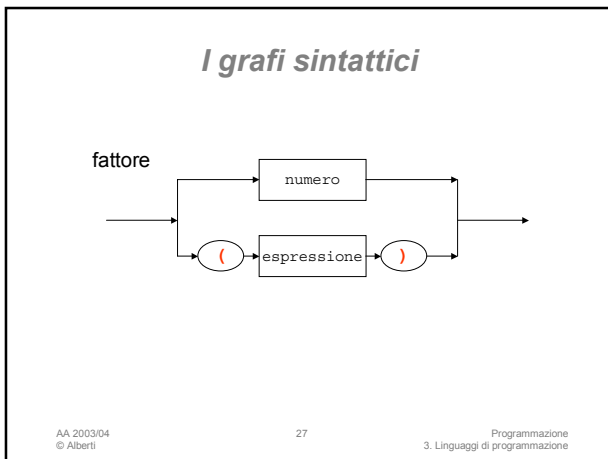 I grafi sintattici
fattore
numero
( espressione )
AA 2003/04 27 Programmazione
© Alberti 3. Linguaggi di programmazione